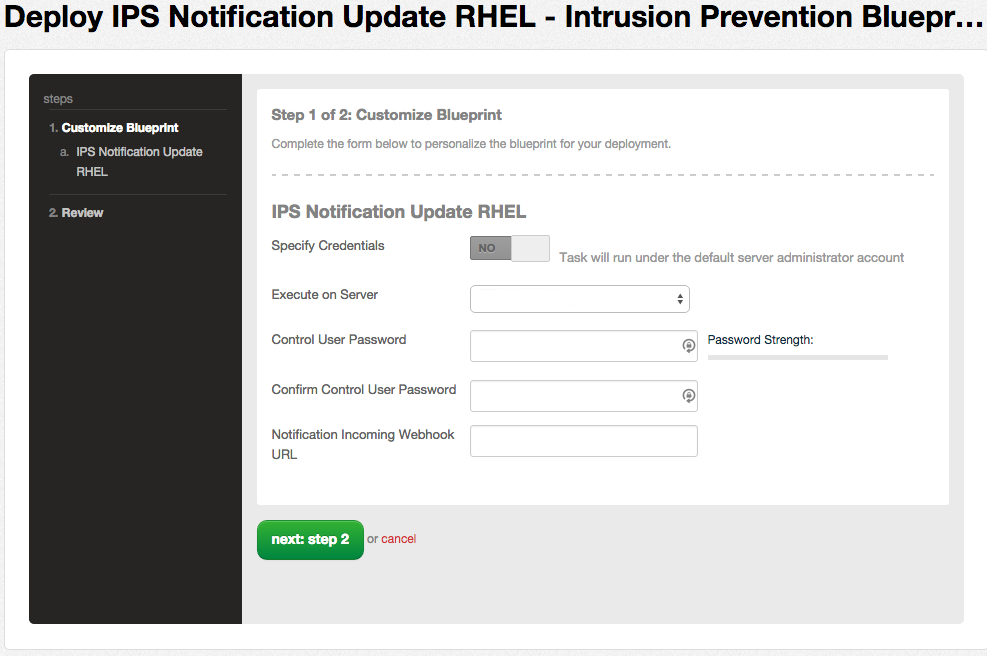 Deploy IPS Notification Update RHEL - Intrusion Prevention Bluepr...
steps
1. Customize Blueprint
a. IPS Notification Update
RHEL
2. Review
Step 1 of 2: Customize Blueprint
Complete the form below to personalize the blueprint for your deployment.
IPS Notification Update RHEL
Specify Credentials
NO
Task will run under the default server administrator account
Execute on Server
Control User Password
Password Strength:
Confirm Control User Password
Notification Incoming Webhook
URL
next: step 2 or cancel